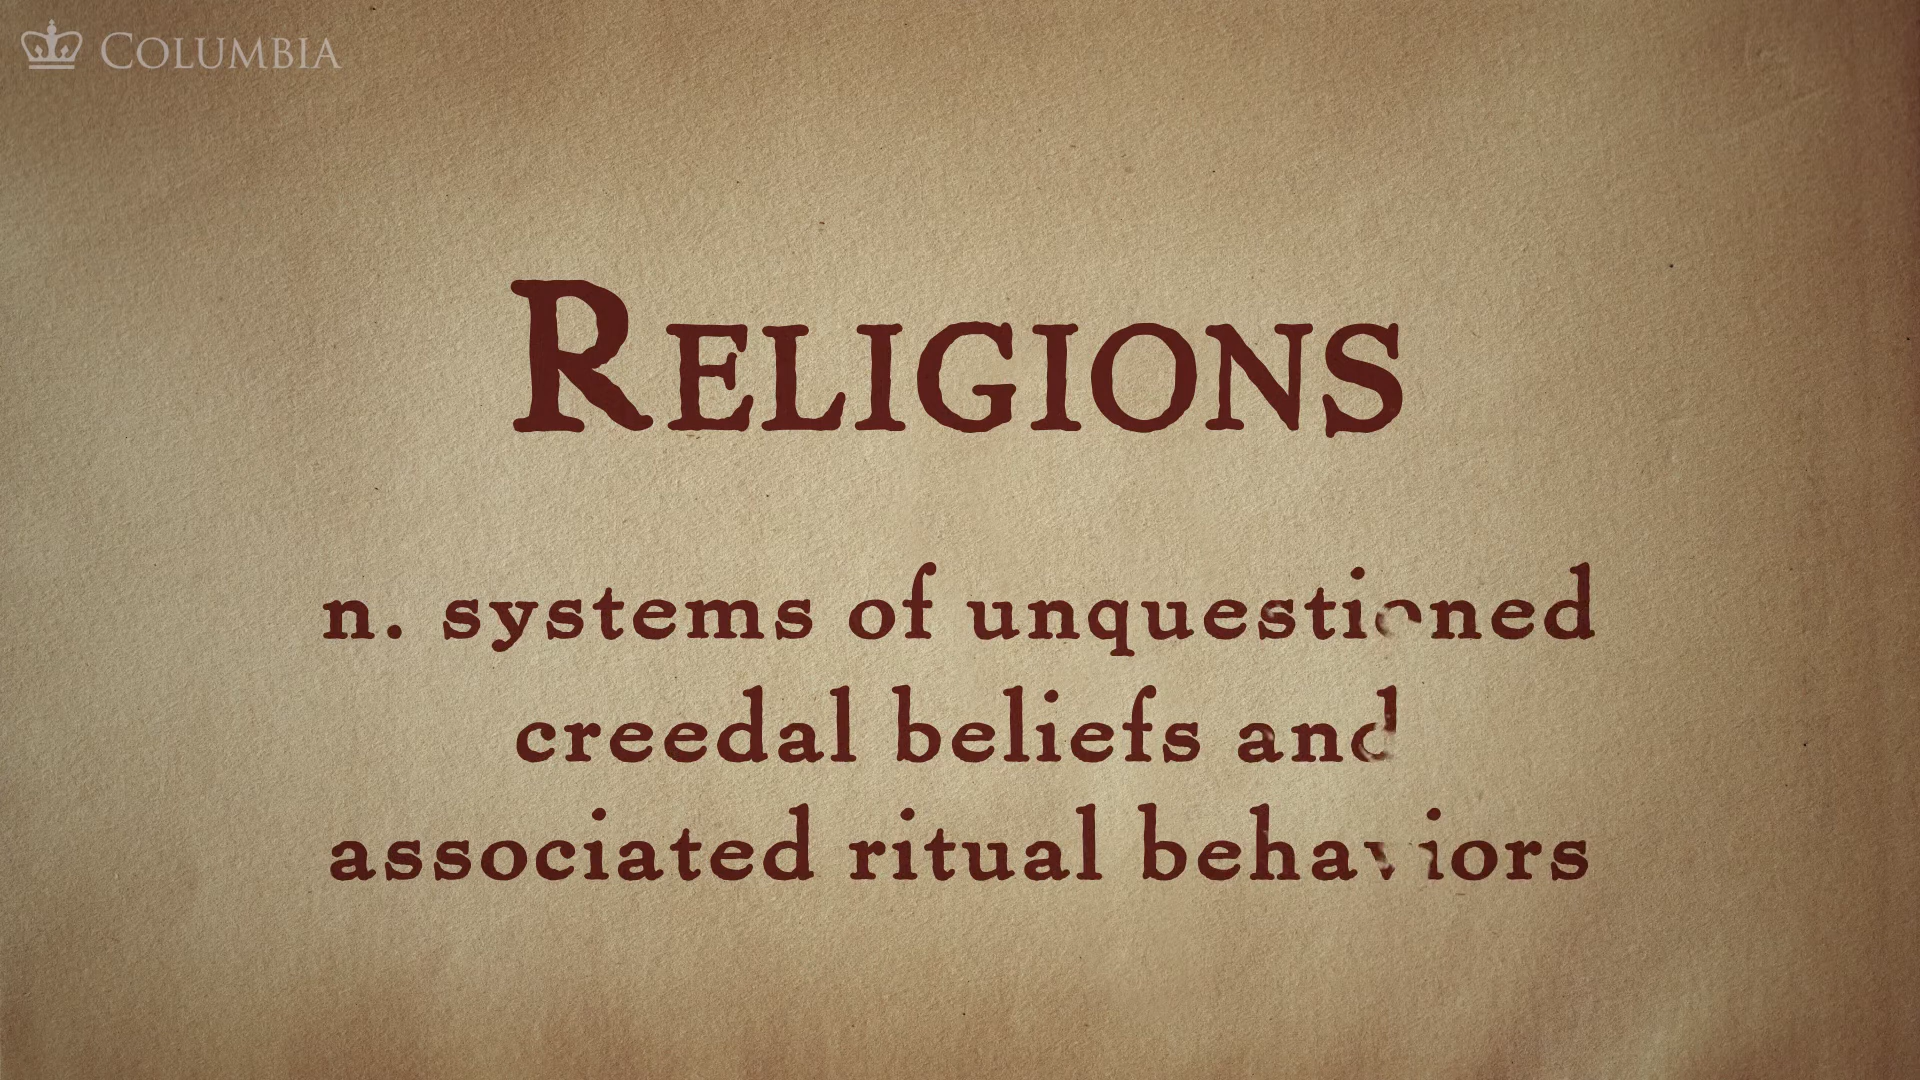 COLUMBIA
RELIGIONS
n. systems of unquestioned
creedal beliefs and
associated ritual behaviors